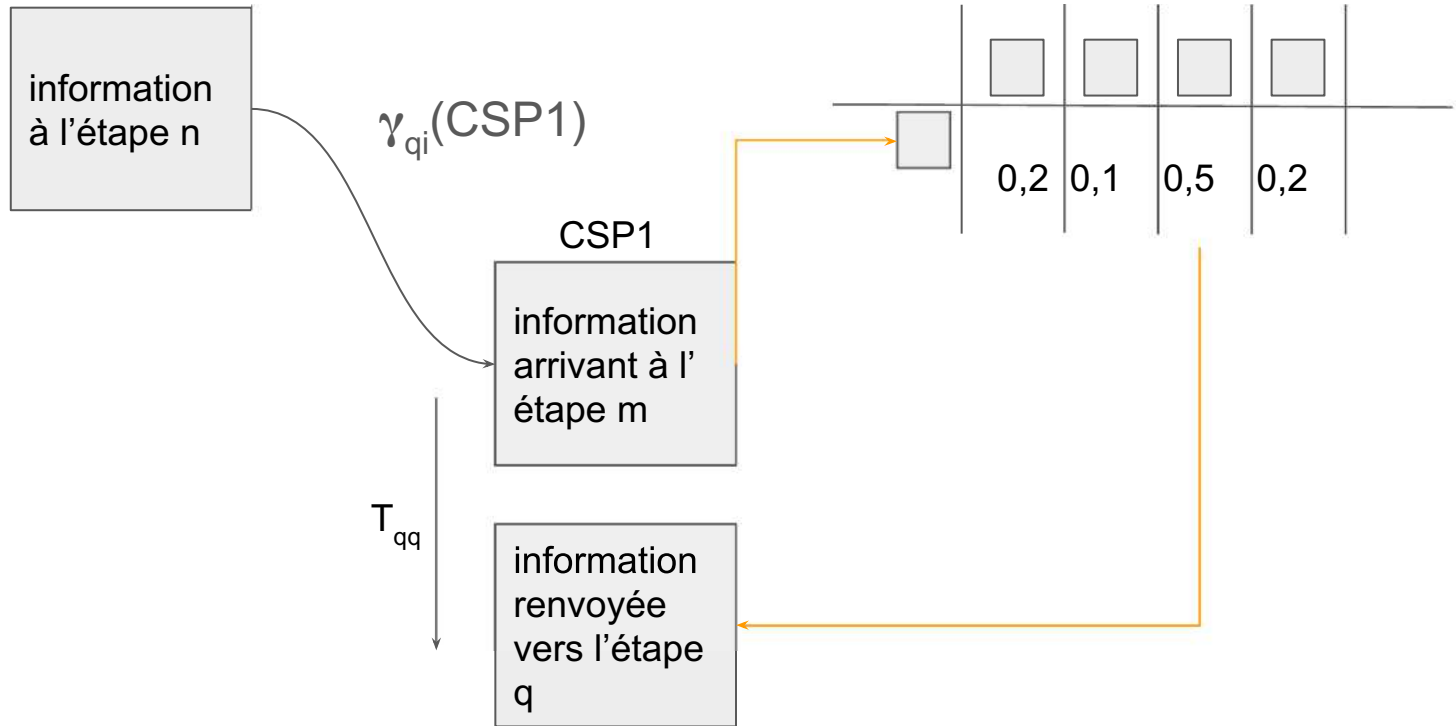 information
à l’étape n
γqi(CSP1)
0,2 0,1 0,5 0,2
CSP1
information
arrivant à l’
étape m
Tqq
information
renvoyée
vers l’étape
q